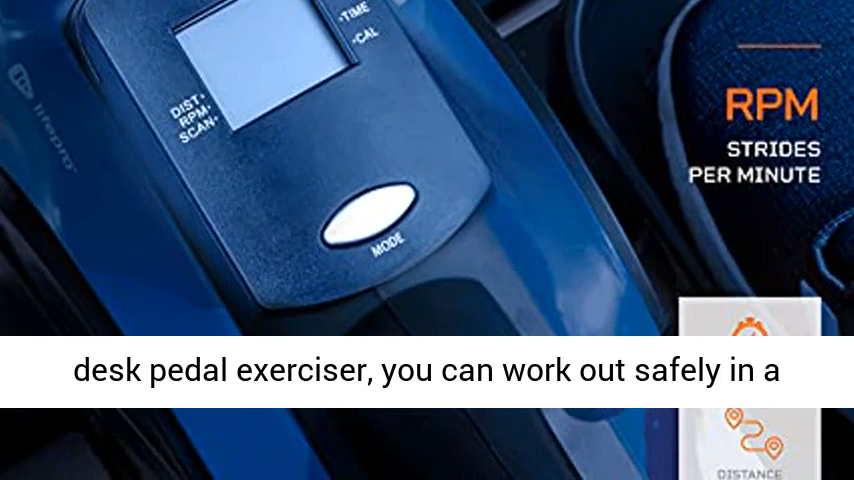 TIME
CAL
DIST
RPM
SCAN
lifepro
MODE
RPM
STRIDES
PER MINUTE
desk pedal exerciser, you can work out safely in a
DISTANCE